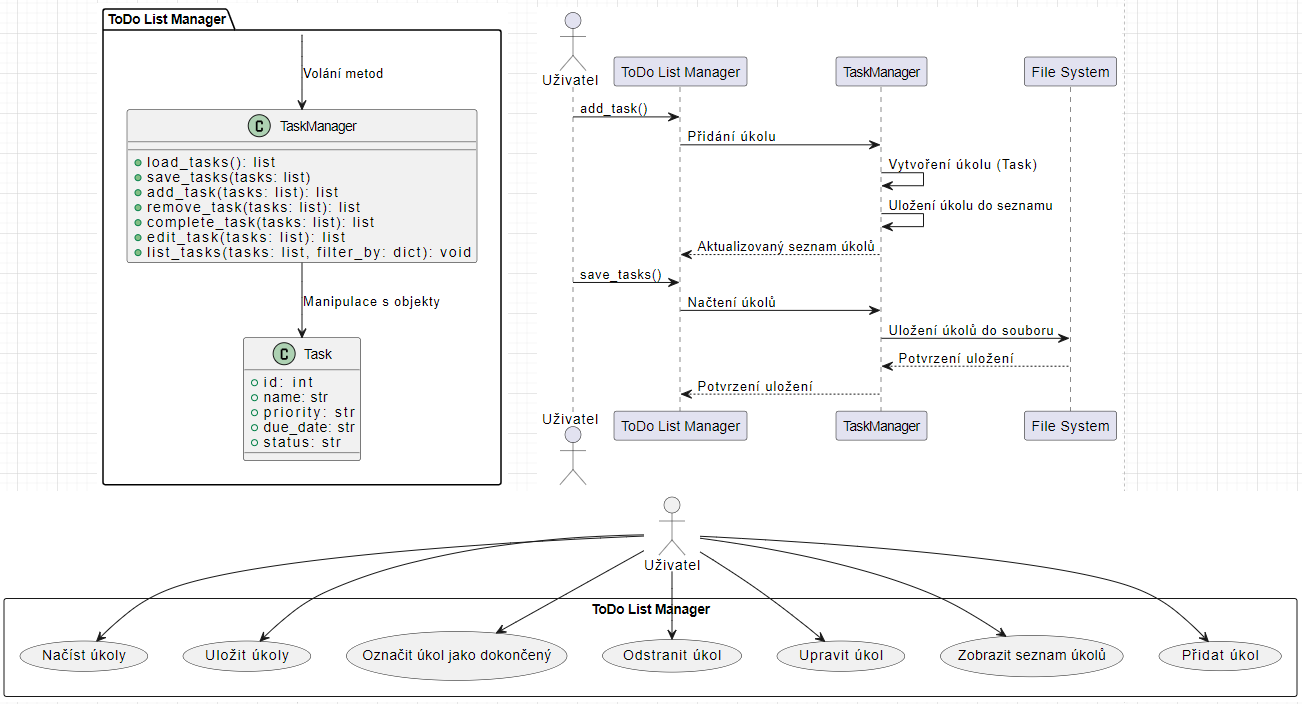 ToDo List Manager
Volání metod
C TaskManager
load_tasks(): list
save_tasks(tasks: list)
add_task(tasks: list): list
remove_task(tasks: list): list
complete_task(tasks: list): list
edit_task(tasks: list): list
list_tasks(tasks: list, filter_by: dict): void
Manipulace s objekty
C Task
id: int
name: str
priority: str
due_date: str
status: str
Uživatel
ToDo List Manager
TaskManager
File System
add_task()
Přidání úkolu
Vytvoření úkolu (Task)
Uložení úkolu do seznamu
Aktualizovaný seznam úkolů
save_tasks()
Načtení úkolů
Uložení úkolů do souboru
Potvrzení uložení
Potvrzení uložení
Uživatel
ToDo List Manager
TaskManager
File System
Uživatel
ToDo List Manager
Načíst úkoly
Uložit úkoly
Označit úkol jako dokončený
Odstranit úkol
Upravit úkol
Zobrazit seznam úkolů
Přidat úkol